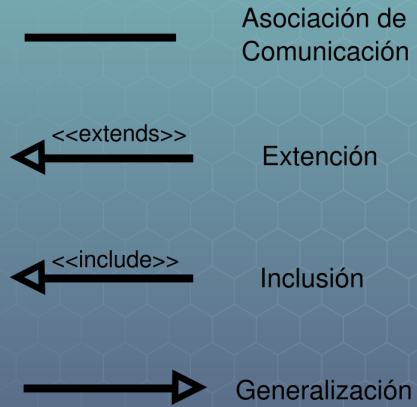 Asociación de
Comunicación
<<extends>>
Extención
<<include>>
Inclusión
Generalización